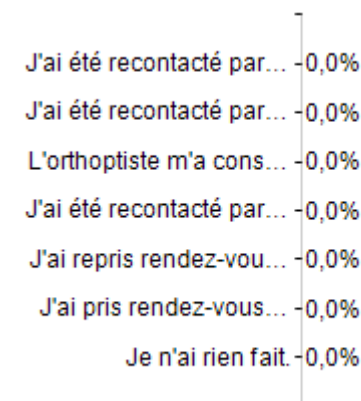 J'ai été recontacté par... 0,0%
J'ai été recontacté par... 0,0%
L'orthoptiste m'a cons... 0,0%
J'ai été recontacté par... 0,0%
J'ai repris rendez-vou... 0,0%
J'ai pris rendez-vous... 0,0%
Je n'ai rien fait. 0,0%